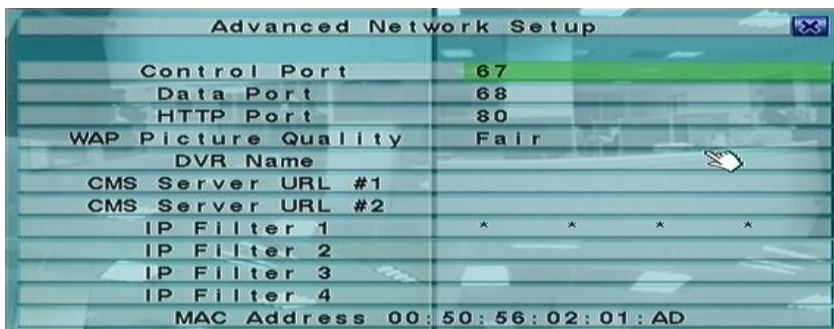 Advanced Network Setup
Control Port 67
Data Port 68
HTTP Port 80
WAP Picture Quality Fair
DVR Name
CMS Server URL #1
CMS Server URL #2
IP Filter 1 * * * *
IP Filter 2
IP Filter 3
IP Filter 4
MAC Address 00:50:56:02:01:AD